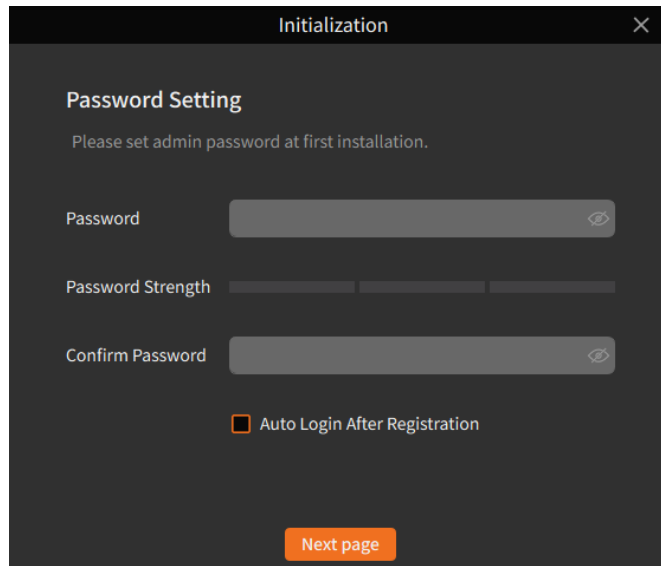 Initialization
Password Setting
Please set admin password at first installation.
Password
Password Strength
Confirm Password
Auto Login After Registration
Next page